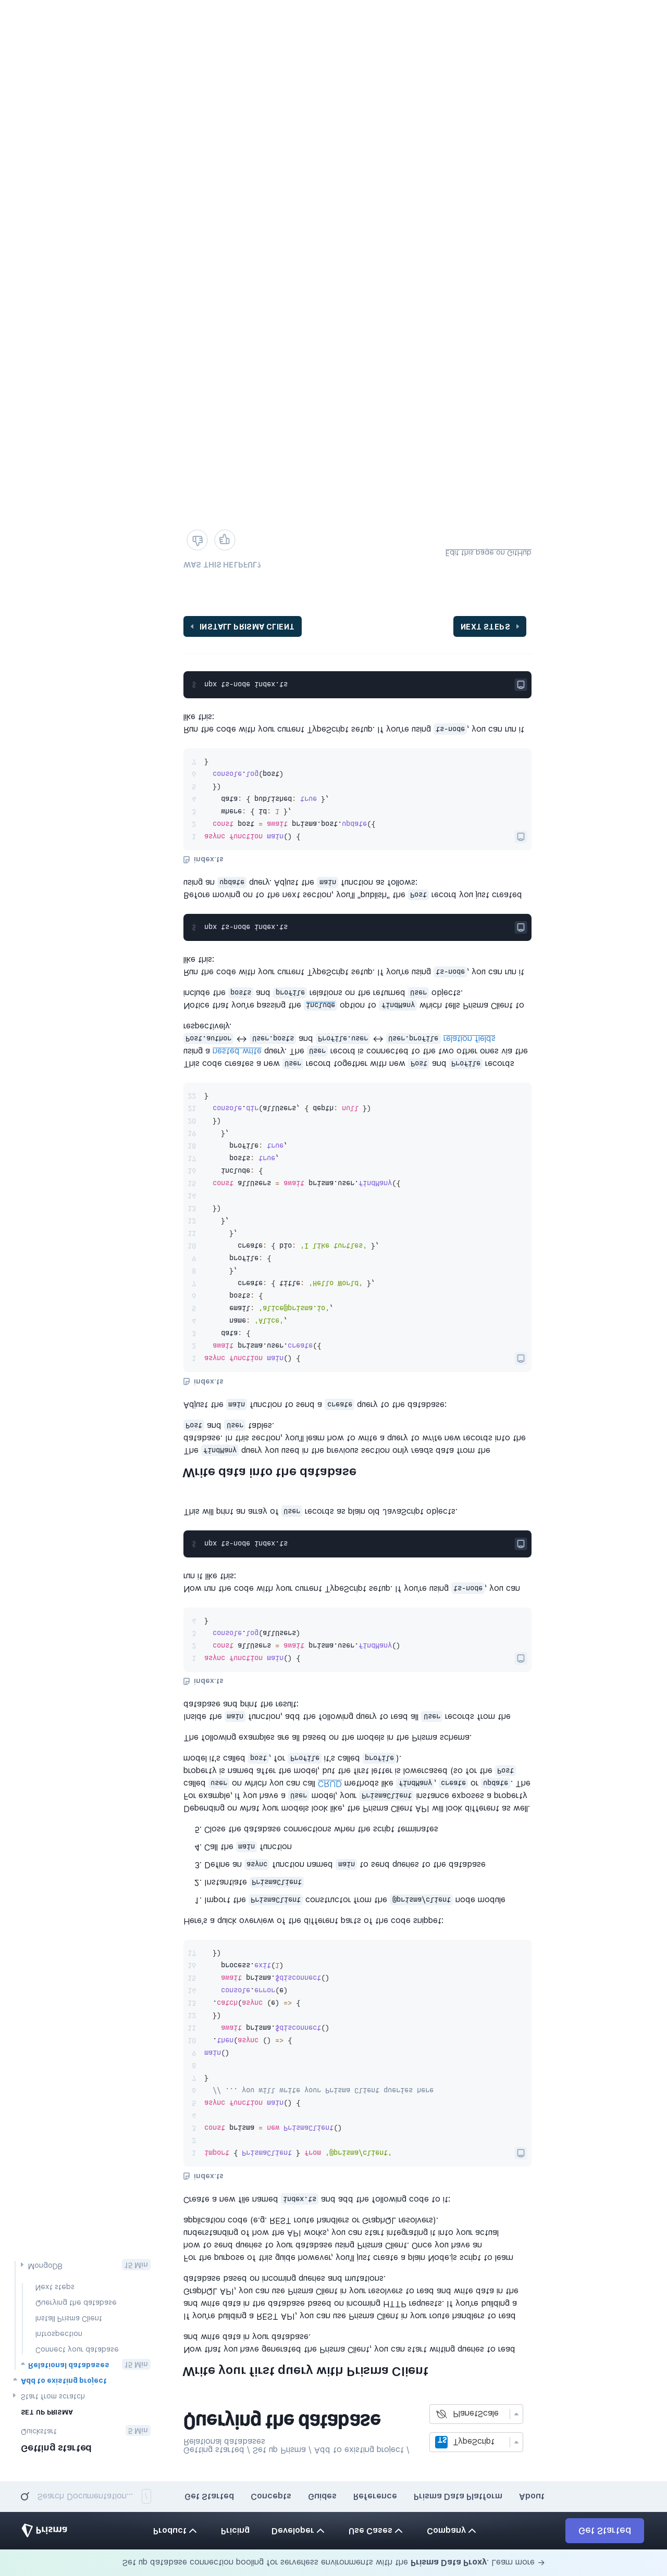 Set up database connection pooling for serverless environments with the Prisma Data Proxy. Learn more →
Prisma
Product
Pricing
Developer
Use Cases
Company
Get Started
Search Documentation...
/
Get Started
Concepts
Guides
Reference
Prisma Data Platform
About
Getting started
Quickstart
5 Min
SET UP PRISMA
Start from scratch
Add to existing project
Relational databases
15 Min
Connect your database
Introspection
Install Prisma Client
Querying the database
Next steps
MongoDB
15 Min
Getting started / Set up Prisma / Add to existing project /
Relational databases
Querying the database
TS TypeScript
PlanetScale
Write your first query with Prisma Client
Now that you have generated the Prisma Client, you can start writing queries to read
and write data in your database.
If you're building a REST API, you can use Prisma Client in your route handlers to read
and write data in the database based on incoming HTTP requests. If you're building a
GraphQL API, you can use Prisma Client in your resolvers to read and write data in the
database based on incoming queries and mutations.
For the purpose of this guide however, you'll just create a plain Node.js script to learn
how to send queries to your database using Prisma Client. Once you have an
understanding of how the API works, you can start integrating it into your actual
application code (e.g. REST route handlers or GraphQL resolvers).
Create a new file named index.ts and add the following code to it:
index.ts
1 import { PrismaClient } from '@prisma/client'
2
3 const prisma = new PrismaClient()
4
5 async function main() {
6 // ... you will write your Prisma Client queries here
7 }
8
9 main()
10 .then(async () => {
11 await prisma.$disconnect()
12 })
13 .catch(async (e) => {
14 console.error(e)
15 await prisma.$disconnect()
16 process.exit(1)
17 })
Here's a quick overview of the different parts of the code snippet:
1. Import the PrismaClient constructor from the @prisma/client node module
2. Instantiate PrismaClient
3. Define an async function named main to send queries to the database
4. Call the main function
5. Close the database connections when the script terminates
Depending on what your models look like, the Prisma Client API will look different as well.
For example, if you have a User model, your PrismaClient instance exposes a property
called user on which you can call CRUD methods like findMany, create or update. The
property is named after the model, but the first letter is lowercased (so for the Post
model it's called post, for Profile it's called profile).
The following examples are all based on the models in the Prisma schema.
Inside the main function, add the following query to read all User records from the
database and print the result:
index.ts
1 async function main() {
2 const allUsers = await prisma.user.findMany()
3 console.log(allUsers)
4 }
Now run the code with your current TypeScript setup. If you're using ts-node, you can
run it like this:
$ npx ts-node index.ts
This will print an array of User records as plain old JavaScript objects.
Write data into the database
The findMany query you used in the previous section only reads data from the
database. In this section, you'll learn how to write a query to write new records into the
Post and User tables.
Adjust the main function to send a create query to the database:
index.ts
1 async function main() {
2 await prisma.user.create({
3 data: {
4 name: 'Alice',
5 email: 'alice@prisma.io',
6 posts: {
7 create: { title: 'Hello World' },
8 },
9 profile: {
10 create: { bio: 'I like turtles' },
11 },
12 },
13 })
14
15 const allUsers = await prisma.user.findMany({
16 include: {
17 posts: true,
18 profile: true,
19 },
20 })
21 console.dir(allUsers, { depth: null })
22 }
This code creates a new User record together with new Post and Profile records
using a nested write query. The User record is connected to the two other ones via the
Post.author ↔ User.posts and Profile.user ↔ User.profile relation fields
respectively.
Notice that you're passing the include option to findMany which tells Prisma Client to
include the posts and profile relations on the returned User objects.
Run the code with your current TypeScript setup. If you're using ts-node, you can run it
like this:
$ npx ts-node index.ts
Before moving on to the next section, you'll "publish" the Post record you just created
using an update query. Adjust the main function as follows:
index.ts
1 async function main() {
2 const post = await prisma.post.update({
3 where: { id: 1 },
4 data: { published: true },
5 })
6 console.log(post)
7 }
Run the code with your current TypeScript setup. If you're using ts-node, you can run it
like this:
$ npx ts-node index.ts
INSTALL PRISMA CLIENT
NEXT STEPS
WAS THIS HELPFUL?
Edit this page on GitHub